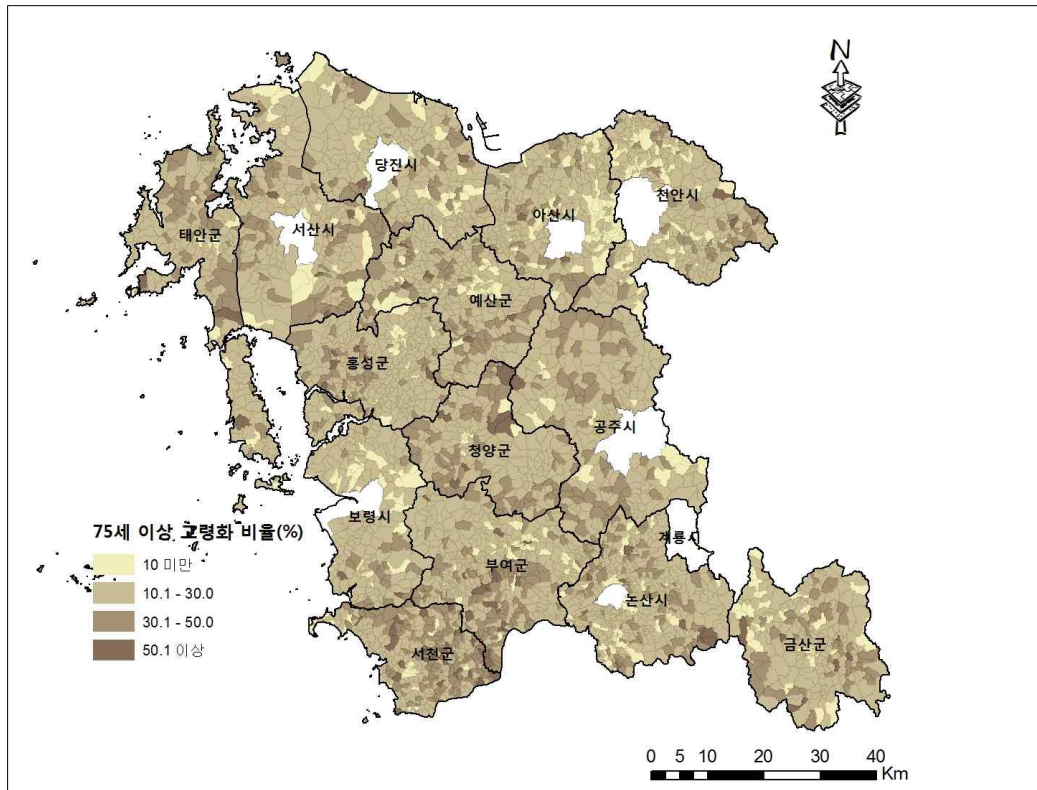 N
당진시
천안시
아산시
서산시
태안군
예산군
홍성군
공주시
청양군
보령시
계룡시
부여군
논산시
서천군
금산군
75세 이상 고령화 비율(%)
10 미만
10.1 - 30.0
30.1 - 50.0
50.1 이상
0 5 10 20 30 40
Km